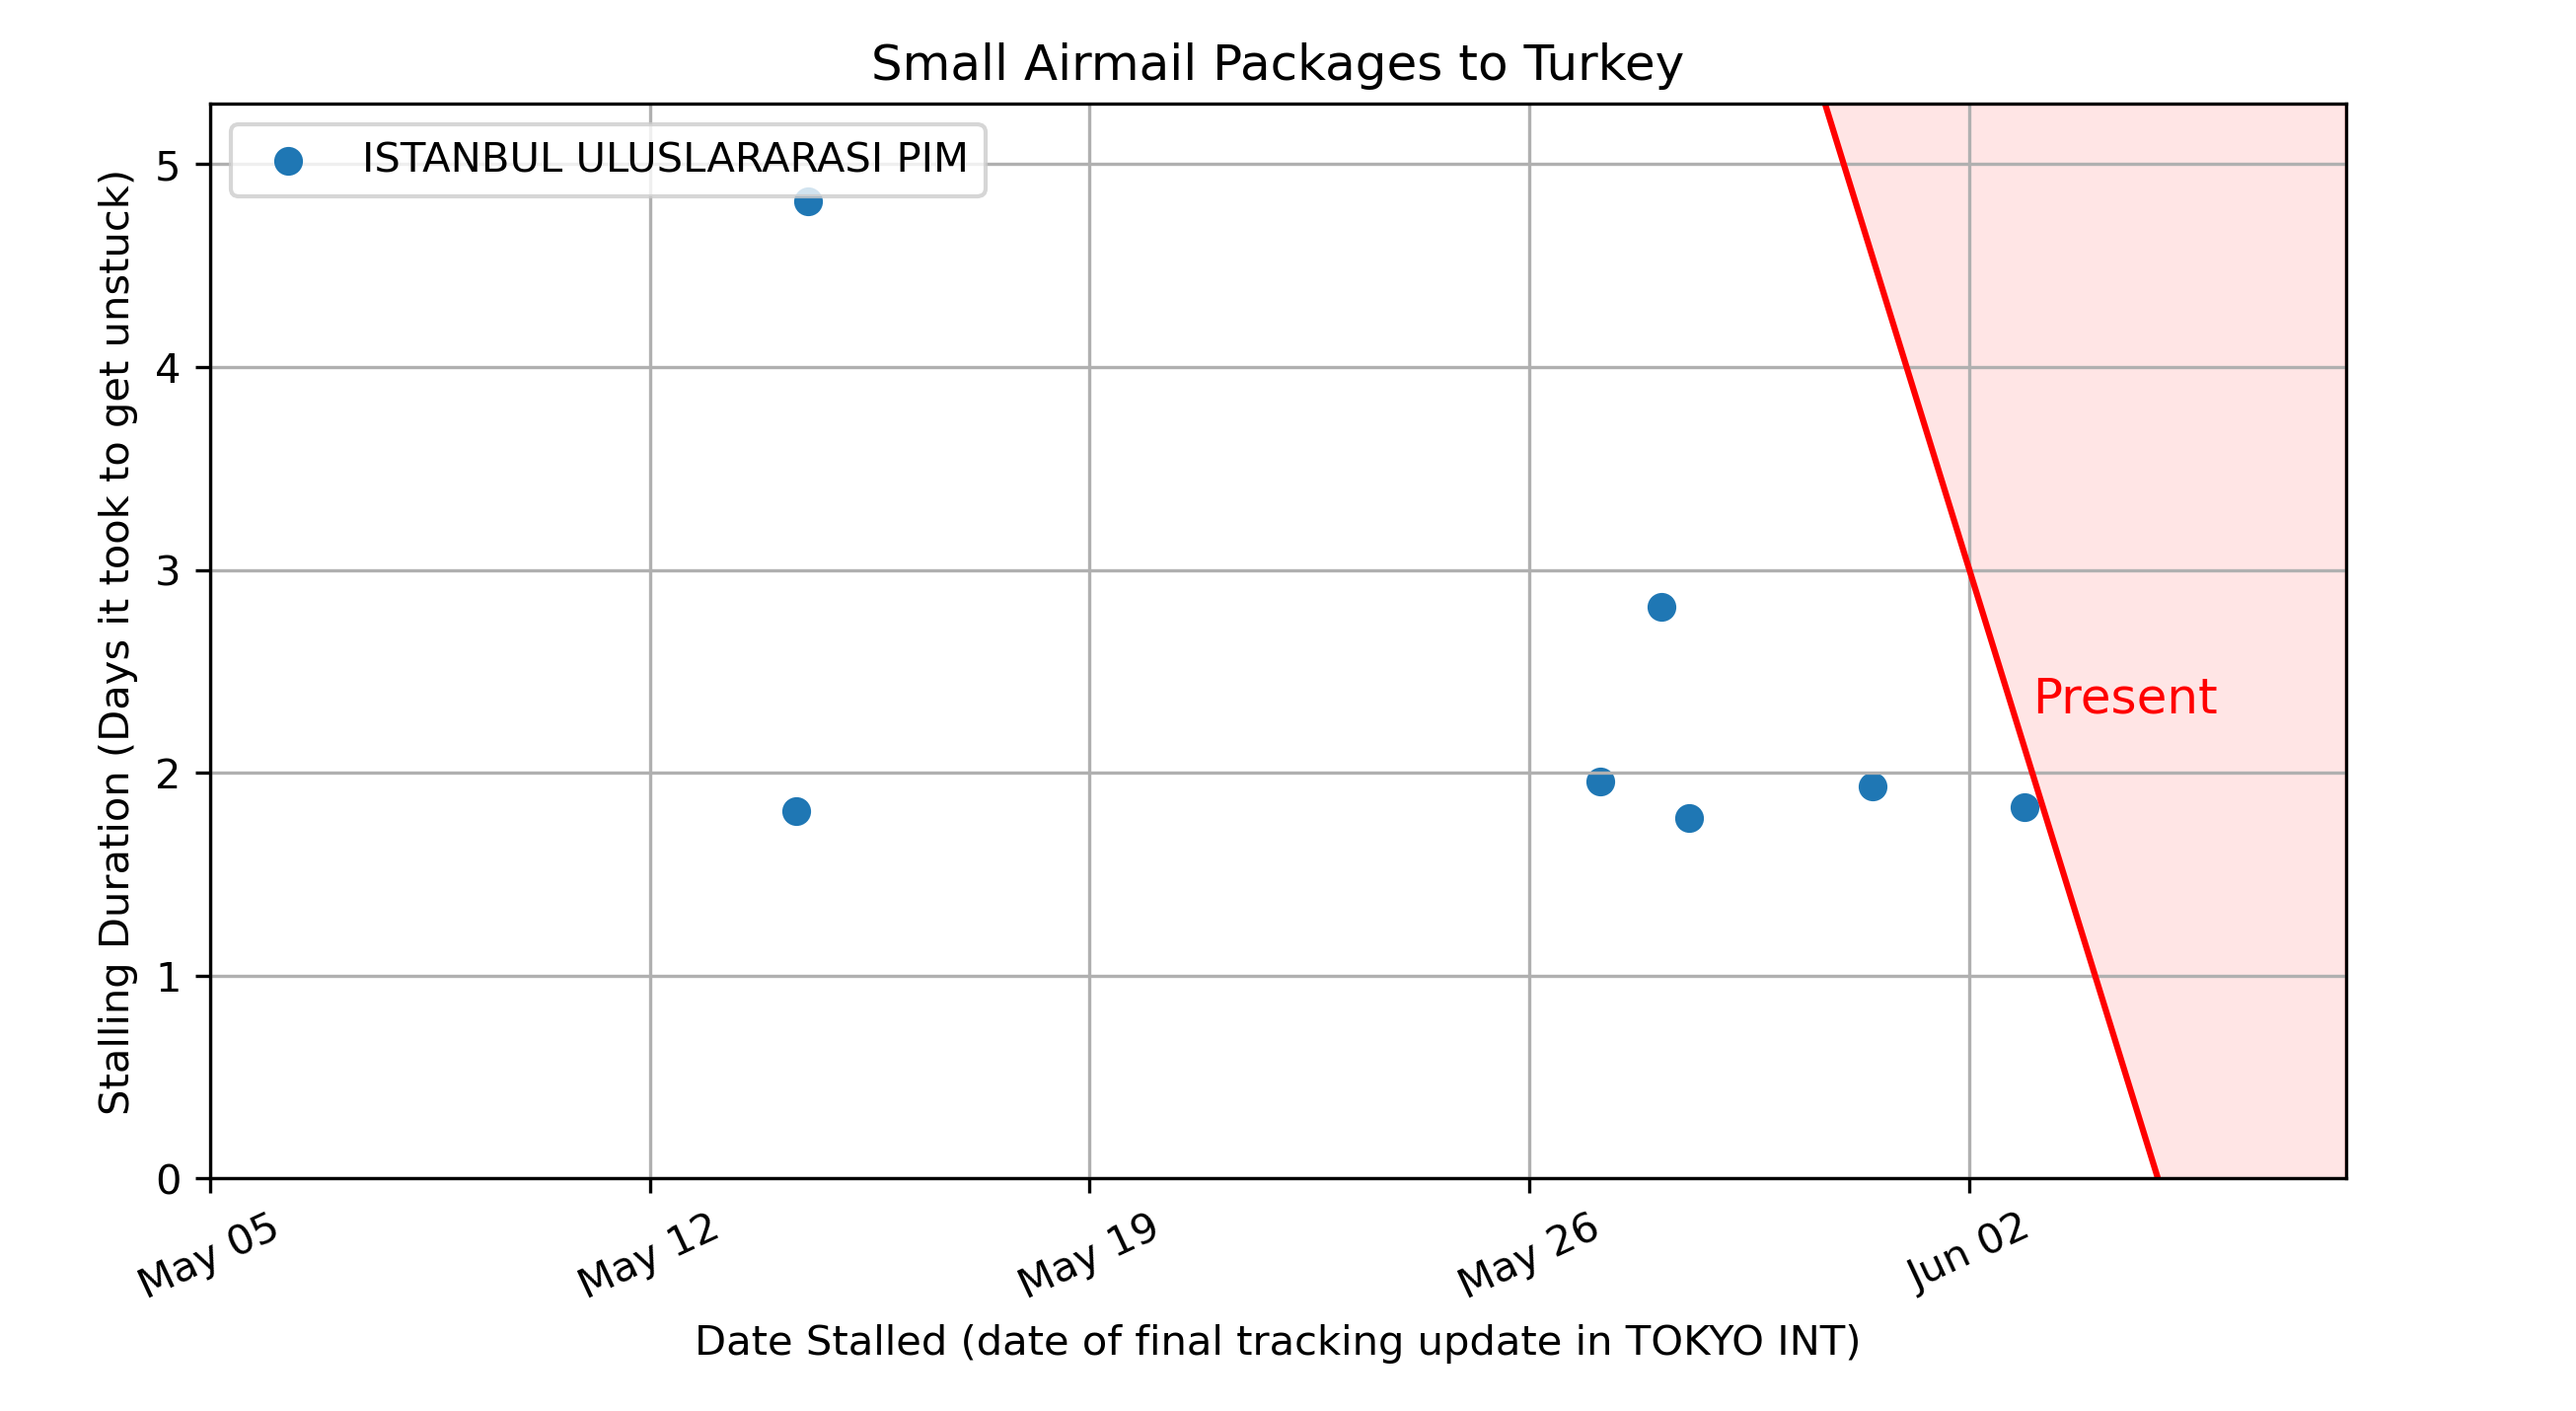 Small Airmail Packages to Turkey
ISTANBUL ULUSLARARASI PIM
Stalling Duration (Days it took to get unstuck)
5
4
3
2
1
0
Present
May 05
May 12
May 19
May 26
Jun 02
Date Stalled (date of final tracking update in TOKYO INT)